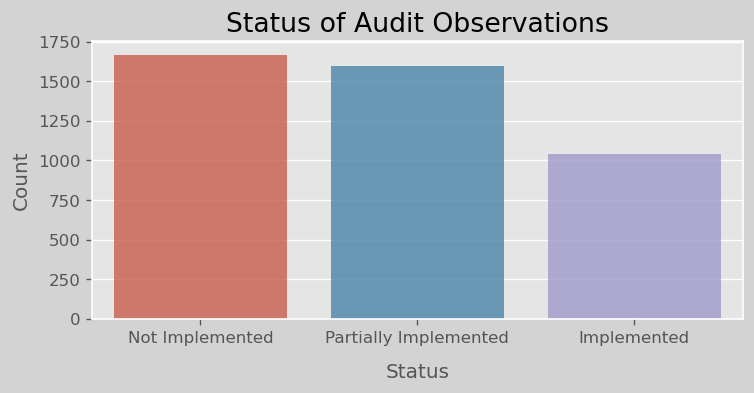 Status of Audit Observations
1750
1500
1250
1000
750
500
250
0
Count
Not Implemented
Partially Implemented
Implemented
Status